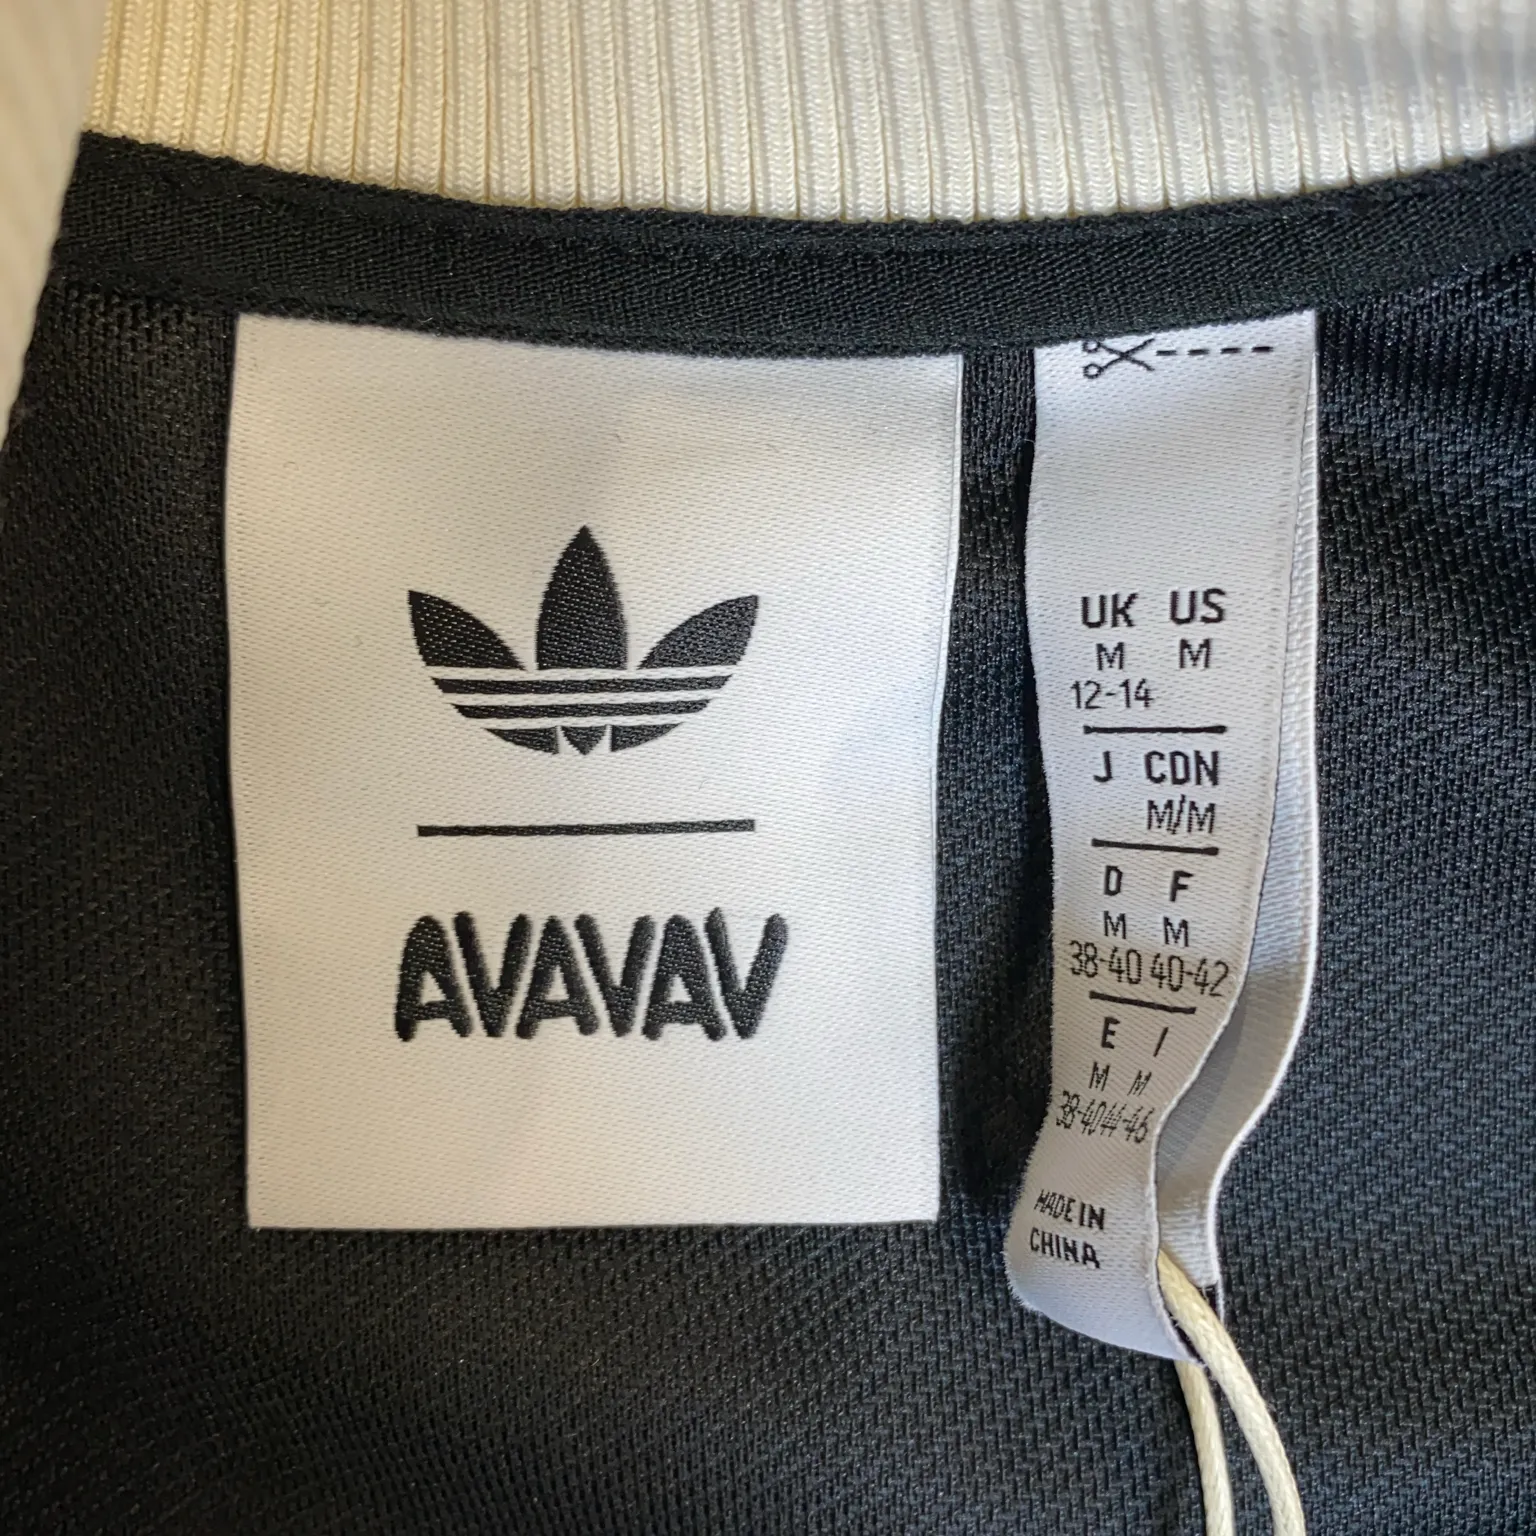 AVAVAV
UK US
M M
12-14
J CDN
M/M
D F
M M
38-40 40-42
E I
M M
38-40 44-46
MADE IN
CHINA